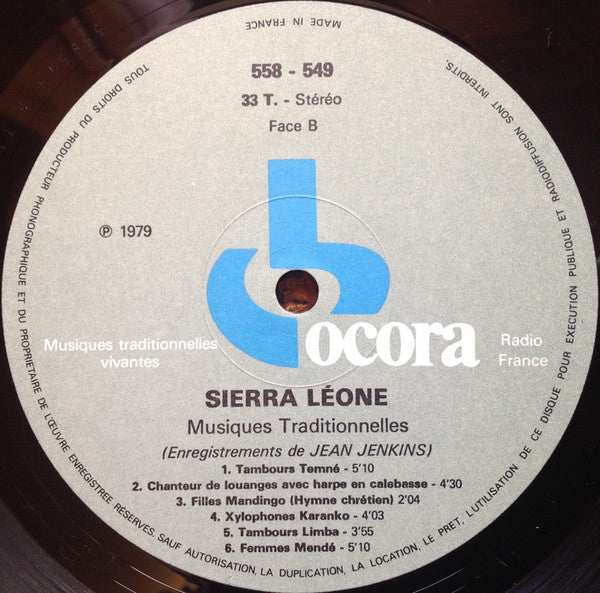 MADE IN FRANCE
TOUS DROITS DU PRODUCTEUR PHONOGRAPHIQUE ET DU PROPRIETAIRE DE L'ŒUVRE ENREGISTREE RÉSERVES. SAUF AUTORISATION, LA DUPLICATION, LA LOCATION, LE PRET, L'UTILISATION DE CE DISQUE POUR EXECUTION PUBLIQUE ET RADIODIFFUSION SONT INTERDITS.
558 - 549
33 T. - Stéréo
Face B
℗ 1979
Musiques traditionnelles
vivantes
ocora
Radio
France
SIERRA LÉONE
Musiques Traditionnelles
(Enregistrements de JEAN JENKINS)
1. Tambours Temné - 5'10
2. Chanteur de louanges avec harpe en calebasse - 4'30
3. Filles Mandingo (Hymne chrétien) 2'04
4. Xylophones Karanko - 4'03
5. Tambours Limba - 3'55
6. Femmes Mendé - 5'10